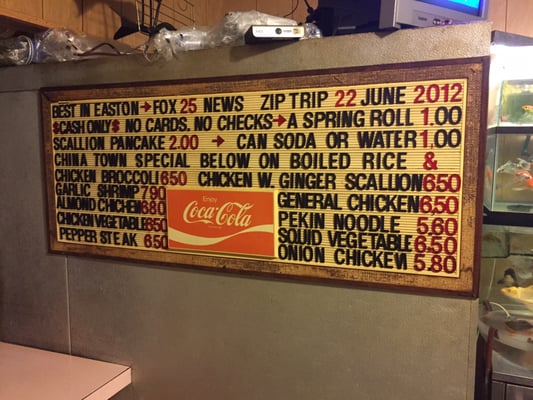 BEST IN EASTON → FOX 25 NEWS ZIP TRIP 22 JUNE 2012
$CASH ONLY$ NO CARDS. NO CHECKS → A SPRING ROLL 1.00
SCALLION PANCAKE 2.00 → CAN SODA OR WATER 1.00
CHINA TOWN SPECIAL BELOW ON BOILED RICE &
CHICKEN BROCCOLI 650 CHICKEN W. GINGER SCALLION 650
GARLIC SHRIMP 790
ALMOND CHICHEN 680
CHICKEN VEGETABLE 650
PEPPER STEAK 650
Enjoy
Coca-Cola
GENERAL CHICKEN 6.50
PEKIN NOODLE 5.60
SQUID VEGETABLE 6.50
ONION CHICKEN 5.80